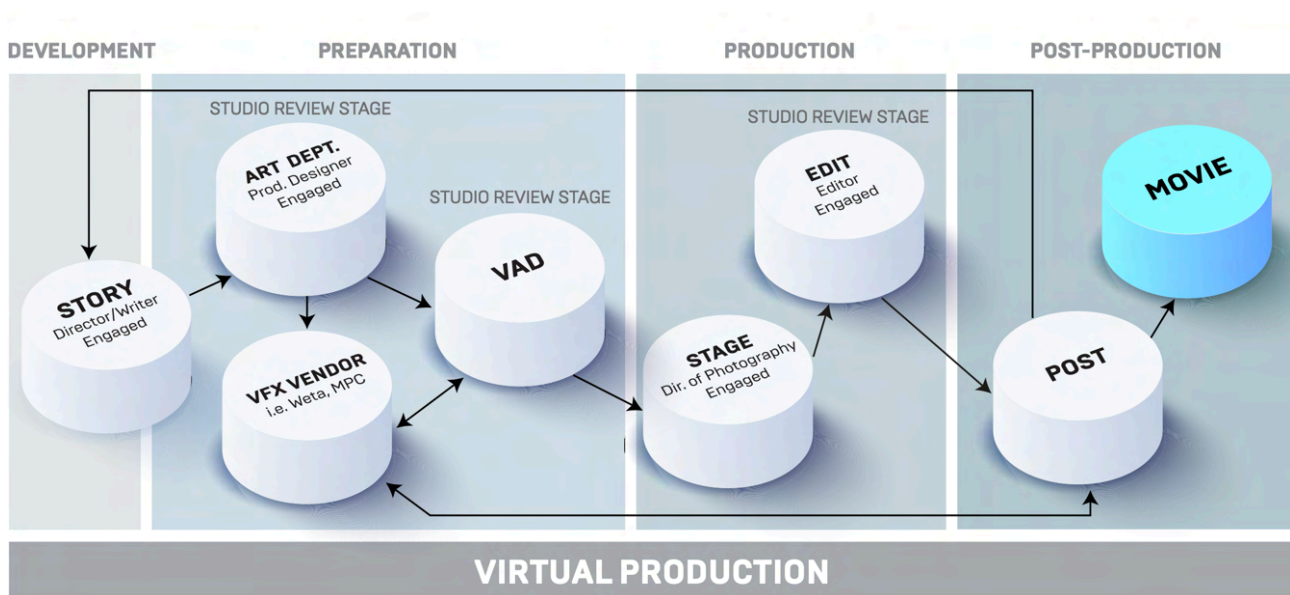 DEVELOPMENT
PREPARATION
PRODUCTION
POST-PRODUCTION
STUDIO REVIEW STAGE
ART DEPT.
Prod. Designer
Engaged
STUDIO REVIEW STAGE
VAD
STORY
Director/Writer
Engaged
VFX VENDOR
i.e. Weta, MPC
STUDIO REVIEW STAGE
EDIT
Editor
Engaged
STAGE
Dir. of Photography
Engaged
POST
MOVIE
VIRTUAL PRODUCTION